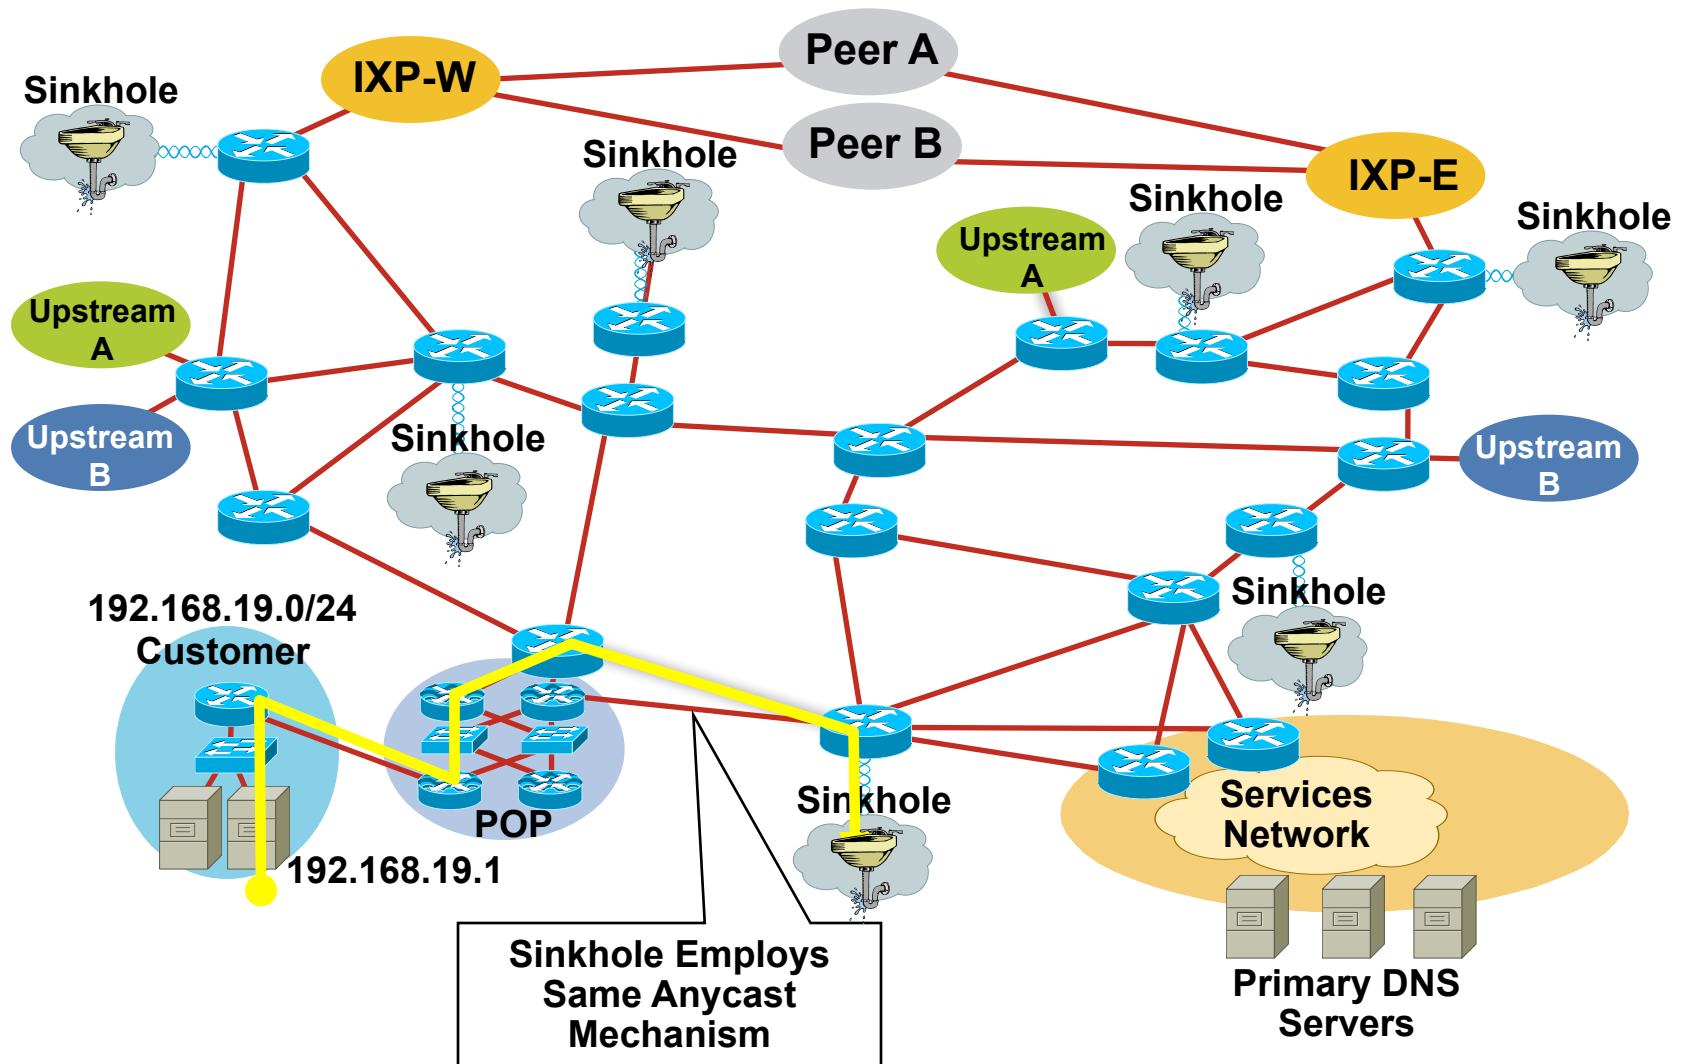 Peer A
IXP-W
Sinkhole
Peer B
Sinkhole
IXP-E
Sinkhole
Sinkhole
Upstream
A
Upstream
A
Upstream
B
Sinkhole
Upstream
B
192.168.19.0/24
Customer
Sinkhole
POP
Sinkhole
Services
Network
192.168.19.1
Sinkhole Employs
Same Anycast
Mechanism
Primary DNS
Servers